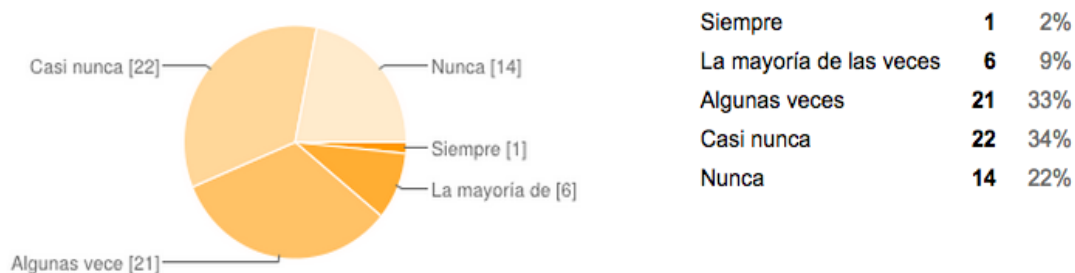 Casi nunca [22]
Nunca [14]
Siempre [1]
La mayoría de [6]
Algunas vece [21]
Siempre 1 2%
La mayoría de las veces 6 9%
Algunas veces 21 33%
Casi nunca 22 34%
Nunca 14 22%